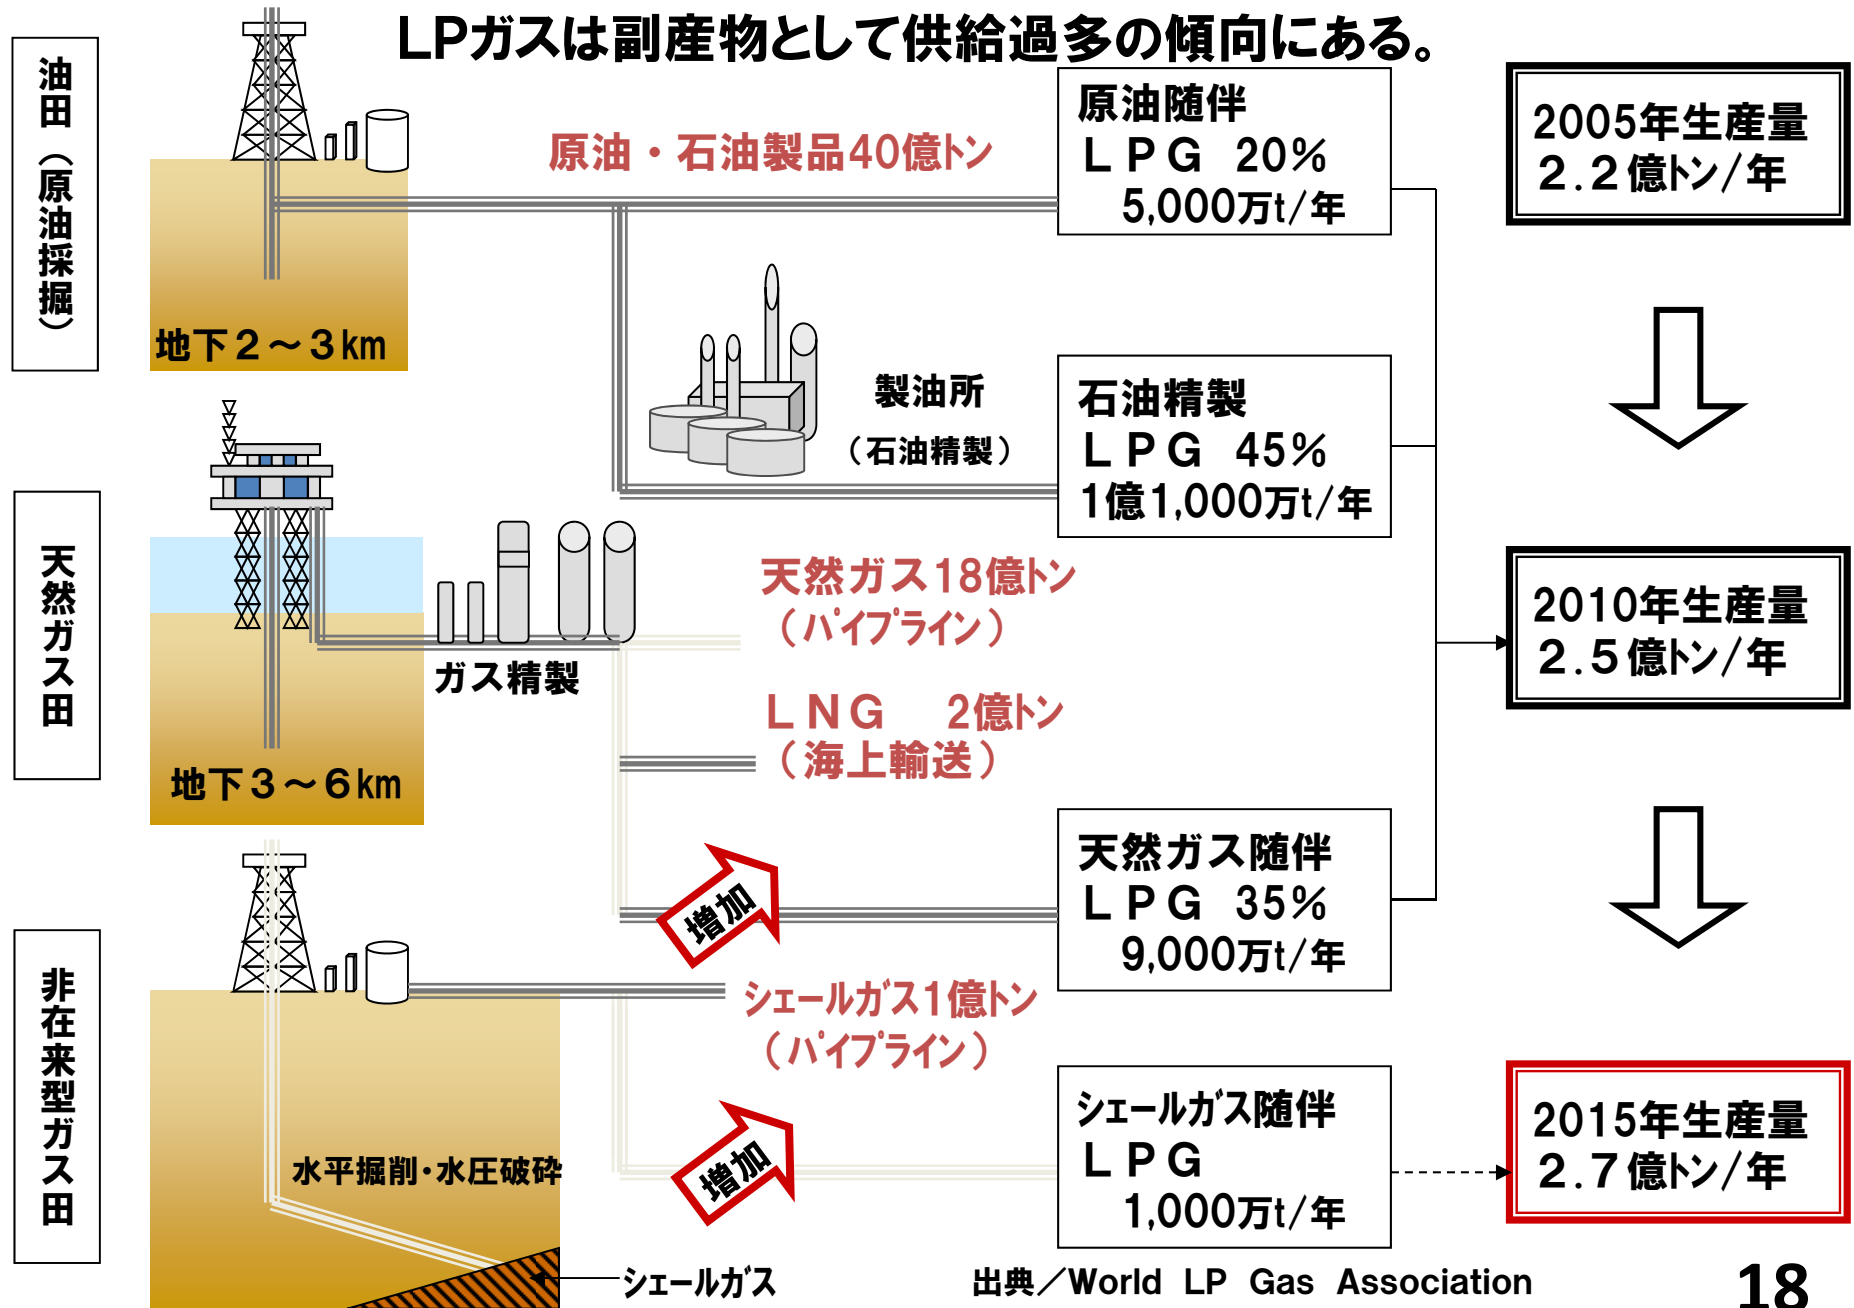 LPガスは副産物として供給過多の傾向にある。
油田（原油採掘）
地下２～３km
原油・石油製品40億トン
原油随伴
ＬＰＧ 20％
5,000万t/年
2005年生産量
２.２億トン/年
製油所
（石油精製）
石油精製
ＬＰＧ 45％
1億1,000万t/年
天然ガス田
地下３～６km
ガス精製
天然ガス18億トン
（パイプライン）
ＬＮＧ 2億トン
（海上輸送）
2010年生産量
２.５億トン/年
増加
天然ガス随伴
ＬＰＧ 35％
9,000万t/年
非在来型ガス田
シェールガス1億トン
（パイプライン）
水平掘削・水圧破砕
増加
シェールガス随伴
ＬＰＧ
1,000万t/年
2015年生産量
２.７億トン/年
シェールガス
出典／World LP Gas Association
18